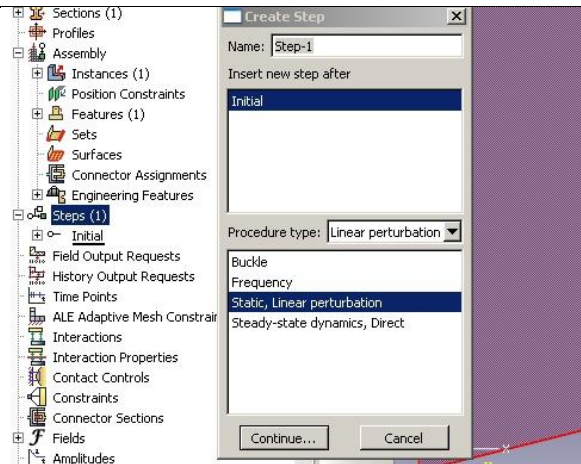 Sections (1)
Profiles
Assembly
Instances (1)
Position Constraints
Features (1)
Sets
Surfaces
Connector Assignments
Engineering Features
Steps (1)
Initial
Field Output Requests
History Output Requests
Time Points
ALE Adaptive Mesh Constrain
Interactions
Interaction Properties
Contact Controls
Constraints
Connector Sections
Fields
Amplitudes
Create Step
Name: Step-1
Insert new step after
Initial
Procedure type: Linear perturbation
Buckle
Frequency
Static, Linear perturbation
Steady-state dynamics, Direct
Continue... Cancel
X